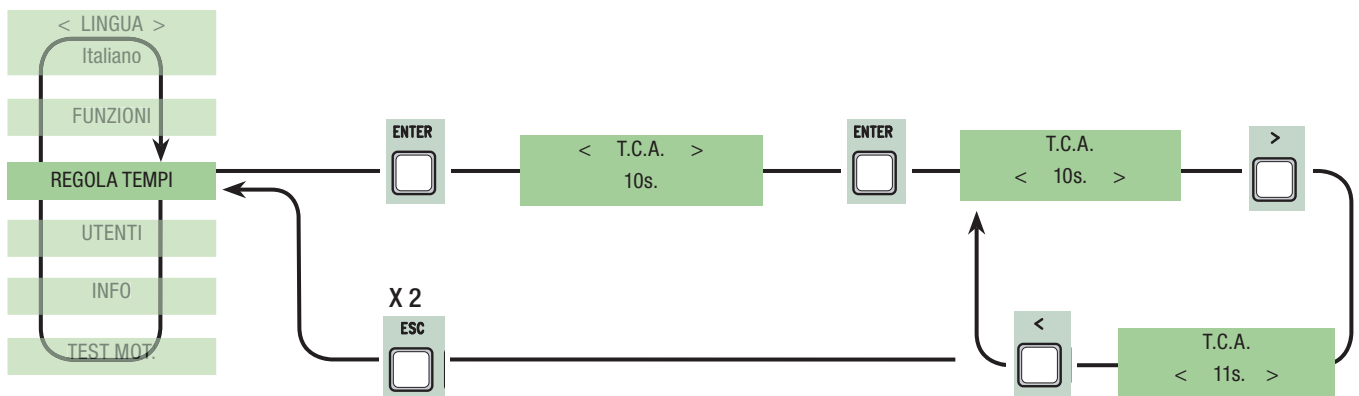 < LINGUA >
Italiano
FUNZIONI
REGOLA TEMPI
UTENTI
INFO
TEST MOT.
ENTER
< T.C.A. >
10s.
ENTER
T.C.A.
< 10s. >
>
X 2
ESC
<
T.C.A.
< 11s. >